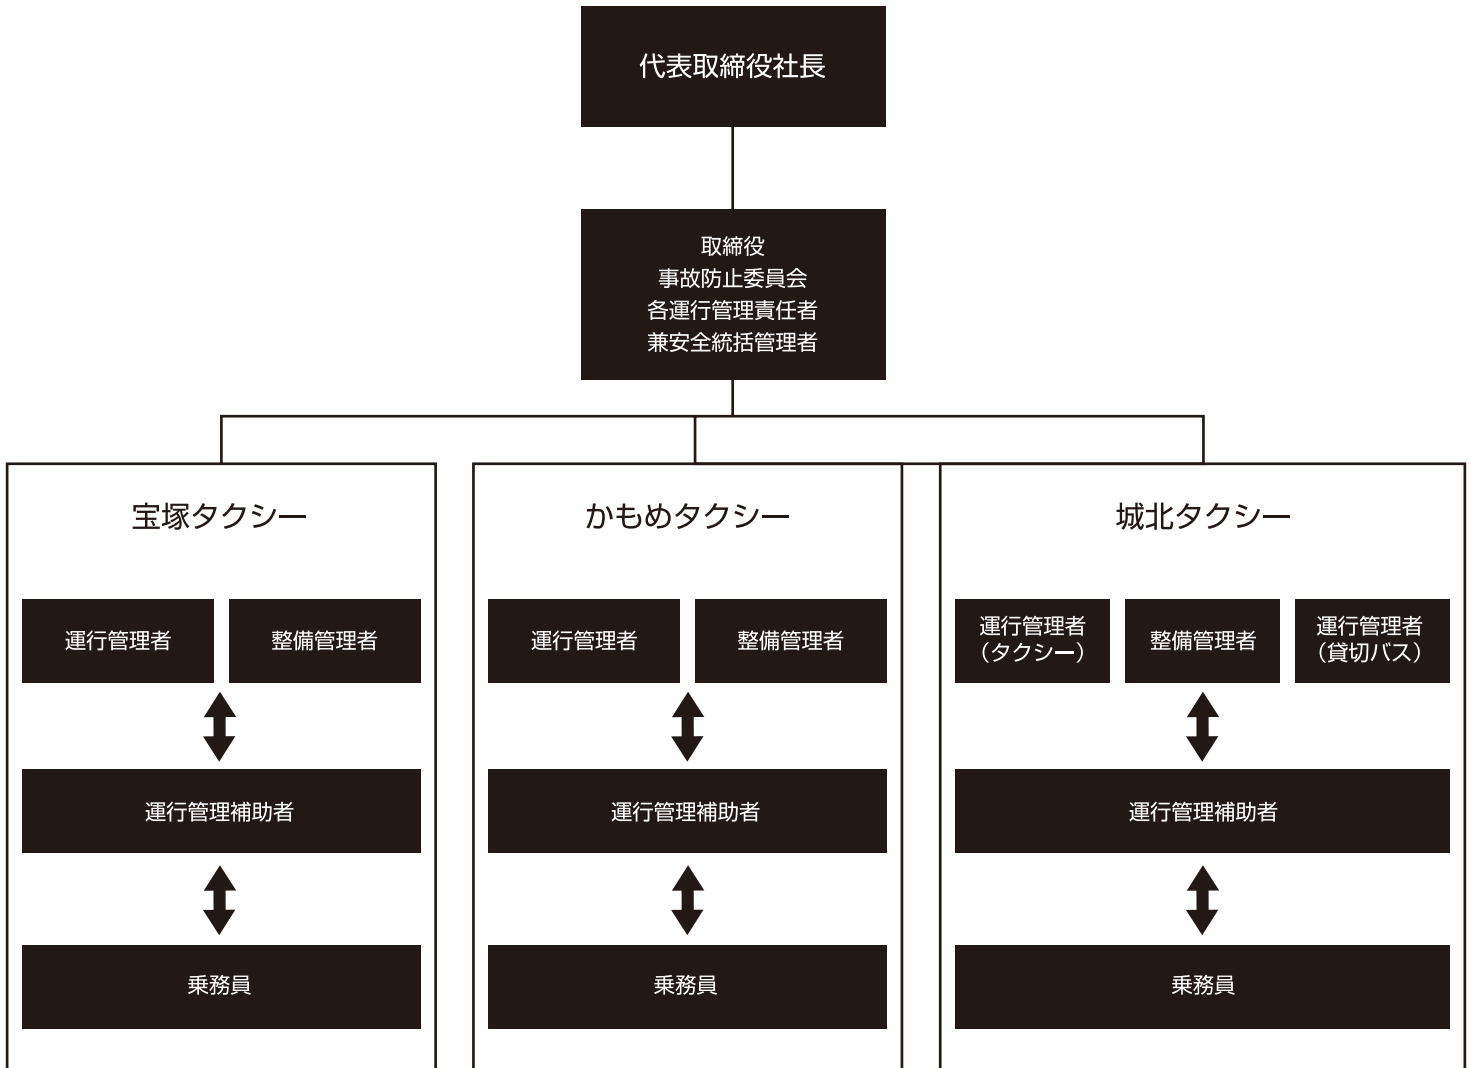 代表取締役社長
取締役
事故防止委員会
各運行管理責任者
兼安全統括管理者
宝塚タクシー
運行管理者
整備管理者
運行管理補助者
乗務員
かもめタクシー
運行管理者
整備管理者
運行管理補助者
乗務員
城北タクシー
運行管理者
（タクシー）
整備管理者
運行管理者
（貸切バス）
運行管理補助者
乗務員